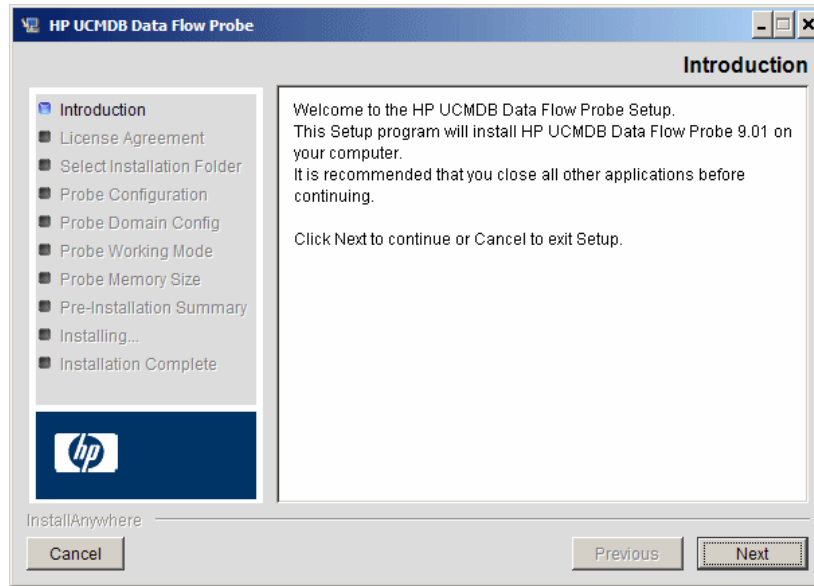 HP UCMDB Data Flow Probe
Introduction
Introduction
License Agreement
Select Installation Folder
Probe Configuration
Probe Domain Config
Probe Working Mode
Probe Memory Size
Pre-Installation Summary
Installing...
Installation Complete
Welcome to the HP UCMDB Data Flow Probe Setup.
This Setup program will install HP UCMDB Data Flow Probe 9.01 on
your computer.
It is recommended that you close all other applications before
continuing.
Click Next to continue or Cancel to exit Setup.
hp
InstallAnywhere
Cancel
Previous
Next